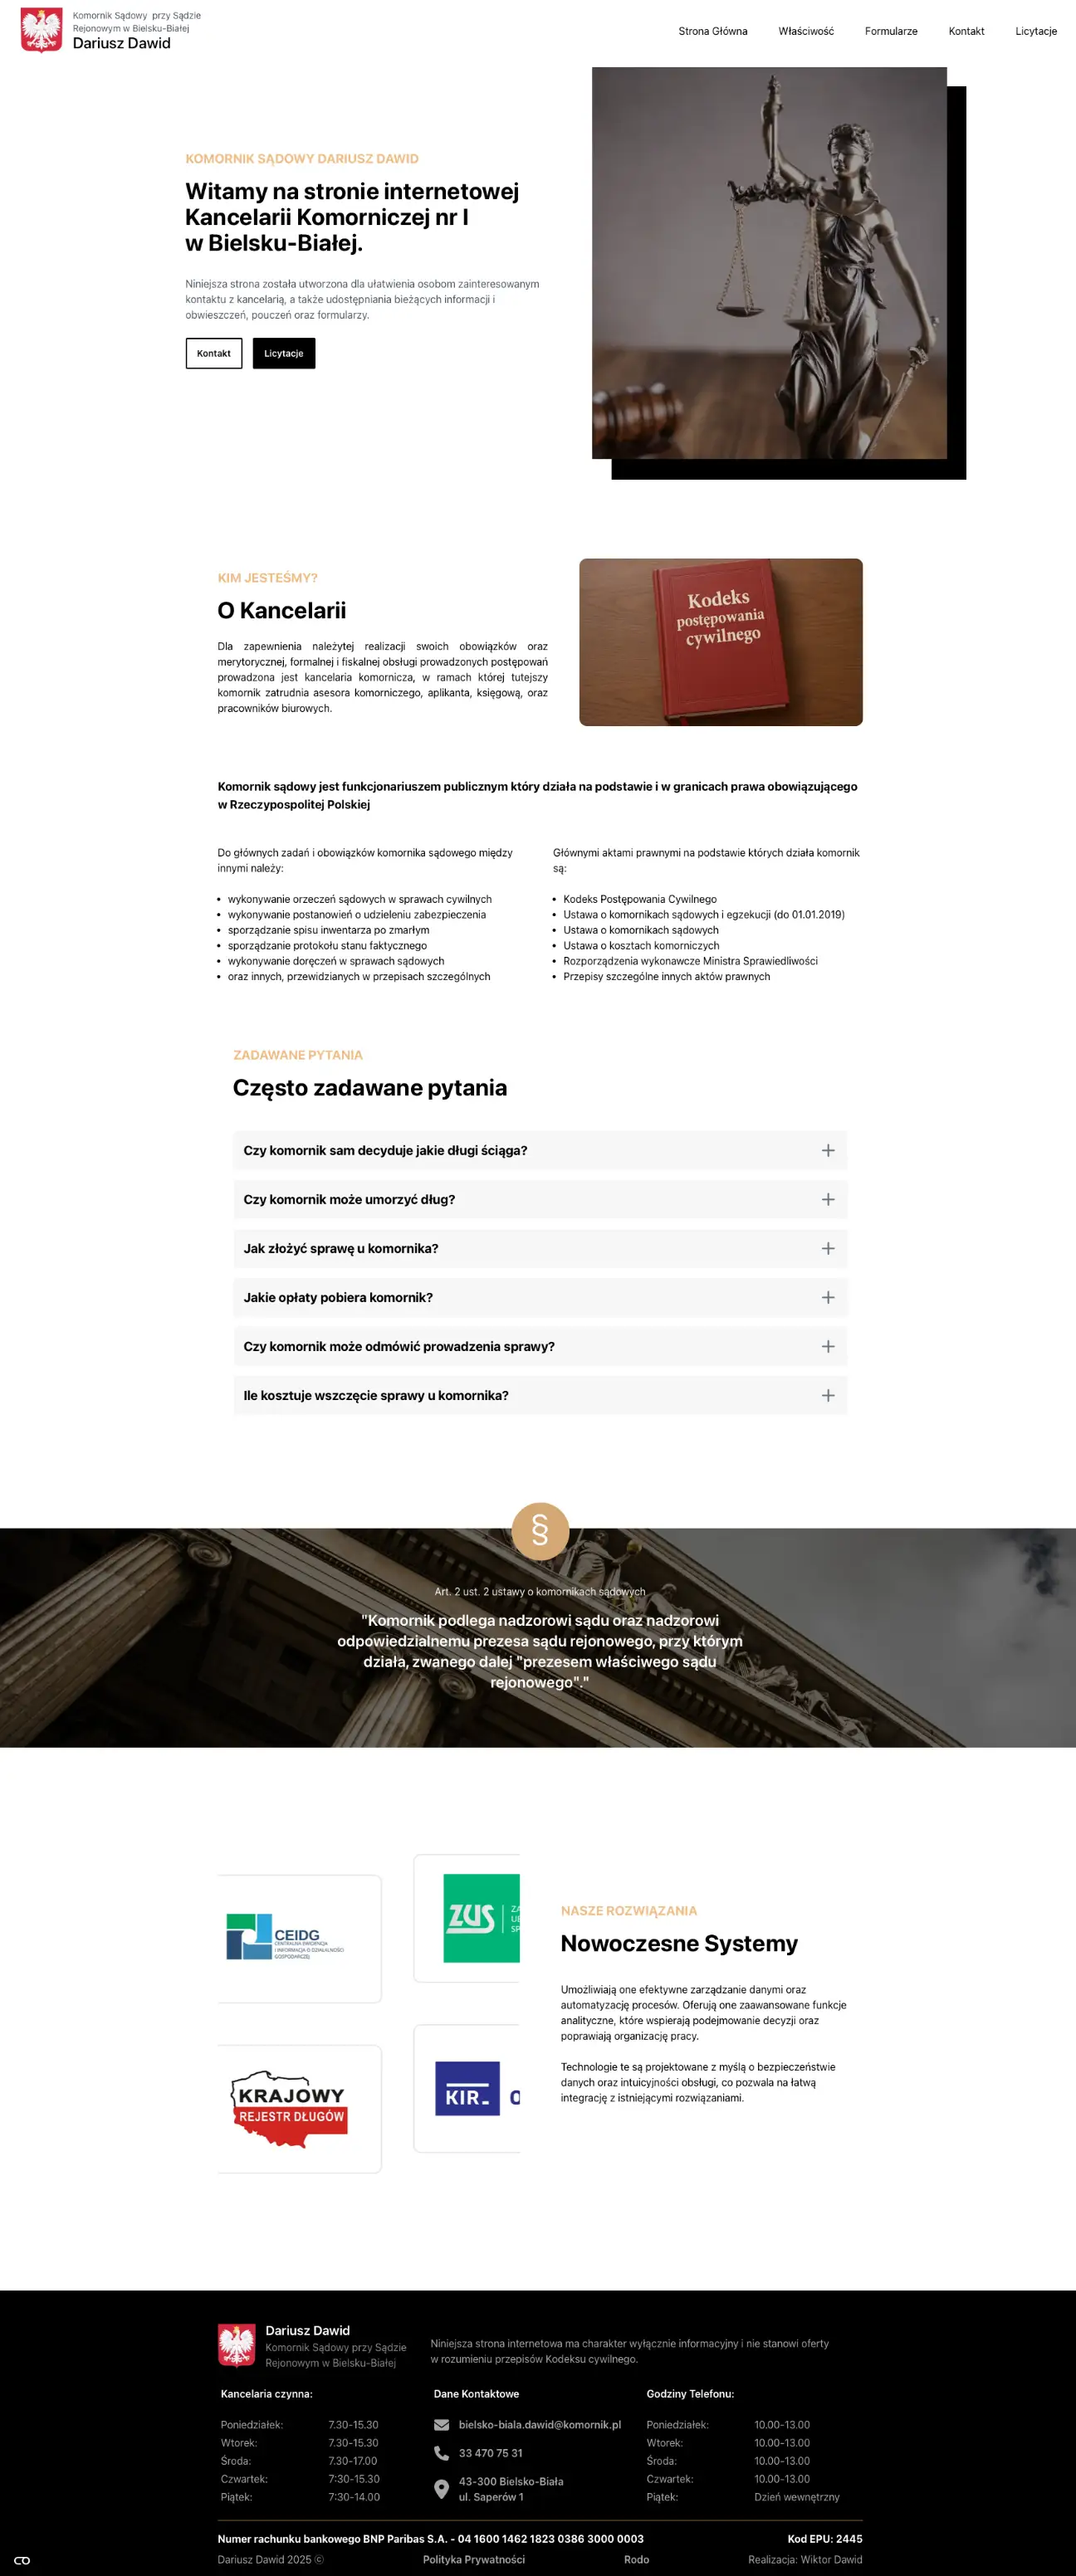 Komornik Sądowy przy Sądzie
Rejonowym w Bielsku-Białej
Dariusz Dawid
Strona Główna
Właściwość
Formularze
Kontakt
Licytacje
KOMORNIK SĄDOWY DARIUSZ DAWID
Witamy na stronie internetowej
Kancelarii Komorniczej nr I
w Bielsku-Białej.
Niniejsza strona została utworzona dla ułatwienia osobom zainteresowanym
kontaktu z kancelarią, a także udostępniania bieżących informacji i
obwieszczeń, pouczeń oraz formularzy.
Kontakt
Licytacje
KIM JESTEŚMY?
O Kancelarii
Dla zapewnienia należytej realizacji swoich obowiązków oraz
merytorycznej, formalnej i fiskalnej obsługi prowadzonych postępowań
prowadzona jest kancelaria komornicza, w ramach której tutejszy
komornik zatrudnia asesora komorniczego, aplikanta, księgową, oraz
pracowników biurowych.
Kodeks
postępowania
cywilnego
Komornik sądowy jest funkcjonariuszem publicznym który działa na podstawie i w granicach prawa obowiązującego
w Rzeczypospolitej Polskiej
Do głównych zadań i obowiązków komornika sądowego między
innymi należy:
• wykonywanie orzeczeń sądowych w sprawach cywilnych
• wykonywanie postanowień o udzieleniu zabezpieczenia
• sporządzanie spisu inwentarza po zmarłym
• sporządzanie protokołu stanu faktycznego
• wykonywanie doręczeń w sprawach sądowych
• oraz innych, przewidzianych w przepisach szczególnych
Głównymi aktami prawnymi na podstawie których działa komornik
są:
• Kodeks Postępowania Cywilnego
• Ustawa o komornikach sądowych i egzekucji (do 01.01.2019)
• Ustawa o komornikach sądowych
• Ustawa o kosztach komorniczych
• Rozporządzenia wykonawcze Ministra Sprawiedliwości
• Przepisy szczególne innych aktów prawnych
ZADAWANE PYTANIA
Często zadawane pytania
Czy komornik sam decyduje jakie długi ściąga?
Czy komornik może umorzyć dług?
Jak złożyć sprawę u komornika?
Jakie opłaty pobiera komornik?
Czy komornik może odmówić prowadzenia sprawy?
Ile kosztuje wszczęcie sprawy u komornika?
§
Art. 2 ust. 2 ustawy o komornikach sądowych
"Komornik podlega nadzorowi sądu oraz nadzorowi
odpowiedzialnemu prezesa sądu rejonowego, przy którym
działa, zwanego dalej "prezesem właściwego sądu
rejonowego"."
CEIDG
CENTRALNA EWIDENCJA
I INFORMACJA O DZIAŁALNOŚCI
GOSPODARCZEJ
ZUS
ZA
UB
SP
KRAJOWY
REJESTR DŁUGÓW
KIR
O
NASZE ROZWIĄZANIA
Nowoczesne Systemy
Umożliwiają one efektywne zarządzanie danymi oraz
automatyzację procesów. Oferują one zaawansowane funkcje
analityczne, które wspierają podejmowanie decyzji oraz
poprawiają organizację pracy.
Technologie te są projektowane z myślą o bezpieczeństwie
danych oraz intuicyjności obsługi, co pozwala na łatwą
integrację z istniejącymi rozwiązaniami.
Dariusz Dawid
Komornik Sądowy przy Sądzie
Rejonowym w Bielsku-Białej
Niniejsza strona internetowa ma charakter wyłącznie informacyjny i nie stanowi oferty
w rozumieniu przepisów Kodeksu cywilnego.
Kancelaria czynna:
Poniedziałek: 7.30-15.30
Wtorek: 7.30-15.30
Środa: 7.30-17.00
Czwartek: 7:30-15.30
Piątek: 7:30-14.00
Dane Kontaktowe
bielsko-biala.dawid@komornik.pl
33 470 75 31
43-300 Bielsko-Biała
ul. Saperów 1
Godziny Telefonu:
Poniedziałek: 10.00-13.00
Wtorek: 10.00-13.00
Środa: 10.00-13.00
Czwartek: 10.00-13.00
Piątek: Dzień wewnętrzny
Numer rachunku bankowego BNP Paribas S.A. - 04 1600 1462 1823 0386 3000 0003
Kod EPU: 2445
Dariusz Dawid 2025 ©
Polityka Prywatności
Rodo
Realizacja: Wiktor Dawid